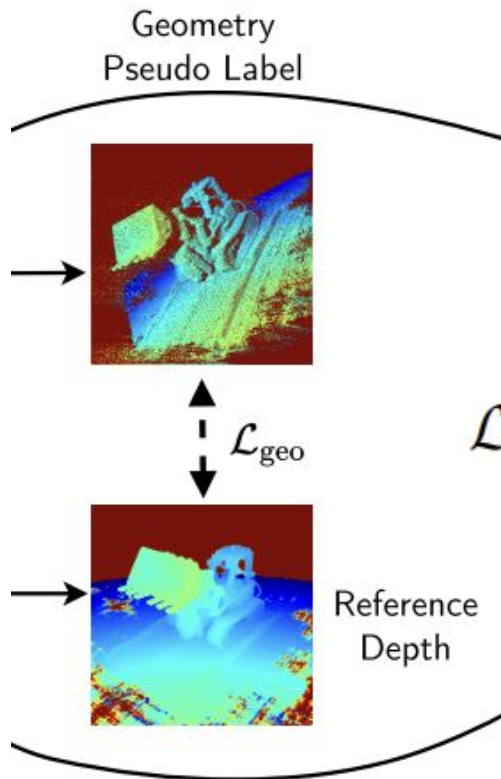 Geometry
Pseudo Label
ℒgeo
ℒ
Reference
Depth